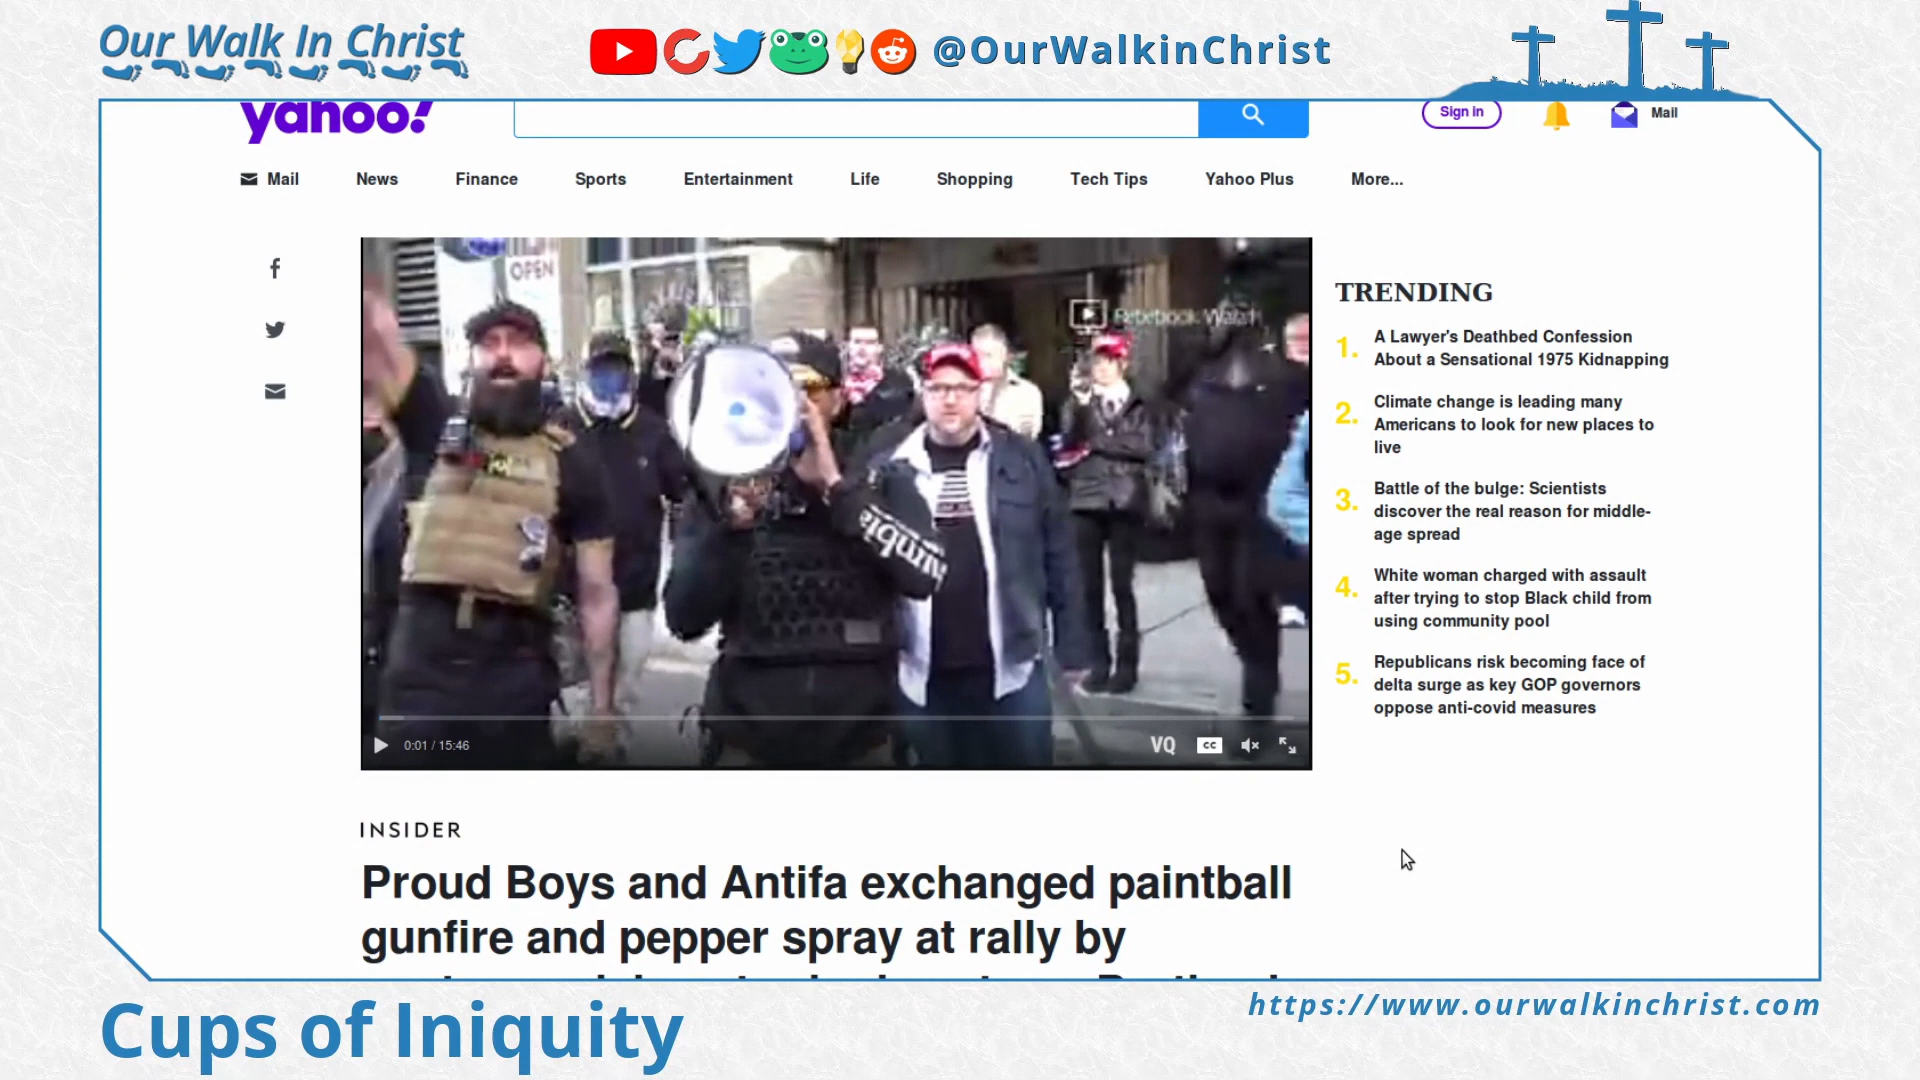 Our Walk In Christ
@OurWalkinChrist
yahoo!
Sign in
Mail
Mail News Finance Sports Entertainment Life Shopping Tech Tips Yahoo Plus More...
OPEN
umbia
0:01 / 15:46
VQ
CC
TRENDING
1. A Lawyer's Deathbed Confession
About a Sensational 1975 Kidnapping
2. Climate change is leading many
Americans to look for new places to
live
3. Battle of the bulge: Scientists
discover the real reason for middle-
age spread
4. White woman charged with assault
after trying to stop Black child from
using community pool
5. Republicans risk becoming face of
delta surge as key GOP governors
oppose anti-covid measures
INSIDER
Proud Boys and Antifa exchanged paintball
gunfire and pepper spray at rally by
Cups of Iniquity
https://www.ourwalkinchrist.com